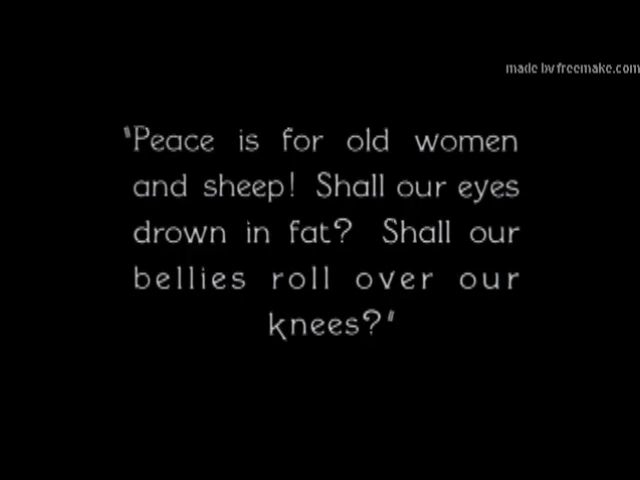 made by freemake.com
"Peace is for old women
and sheep! Shall our eyes
drown in fat? Shall our
bellies roll over our
knees?"